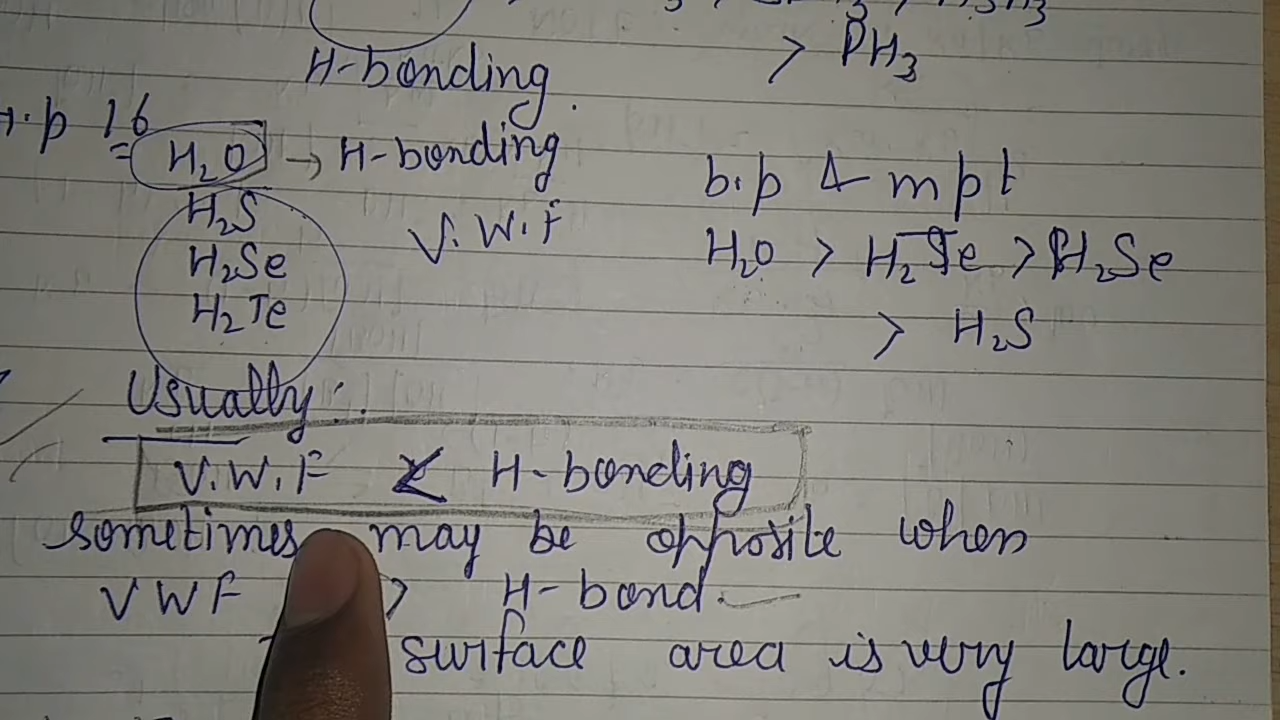 H-bonding.
> PH3
16
H2O → H-bonding
H2S
H2Se
H2Te
V.W.F
b.p & mpt
H2O > H2Te > H2Se
> H2S
Usually:
V.W.F < H-bonding
sometimes may be opposite when
VWF > H-bond.
surface area is very large.